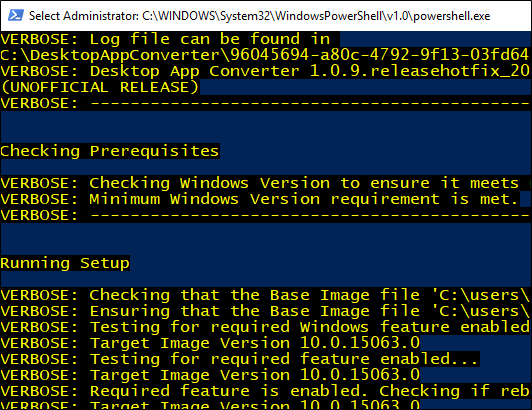 Select Administrator: C:\WINDOWS\System32\WindowsPowerShell\v1.0\powershell.exe
VERBOSE: Log file can be found in
C:\DesktopAppConverter\96045694-a80c-4792-9f13-03fd64
VERBOSE: Desktop App Converter 1.0.9.releasehotfix_20
(UNOFFICIAL RELEASE)
VERBOSE: --------------------------------------------
Checking Prerequisites
VERBOSE: Checking Windows Version to ensure it meets
VERBOSE: Minimum Windows Version requirement is met.
VERBOSE: --------------------------------------------
Running Setup
VERBOSE: Checking that the Base Image file 'C:\users\
VERBOSE: Ensuring that the Base Image file 'C:\users\
VERBOSE: Testing for required Windows feature enabled
VERBOSE: Target Image Version 10.0.15063.0
VERBOSE: Testing for required feature enabled...
VERBOSE: Target Image Version 10.0.15063.0
VERBOSE: Required feature is enabled. Checking if reb
VERBOSE: Target Image Version 10.0.15063.0